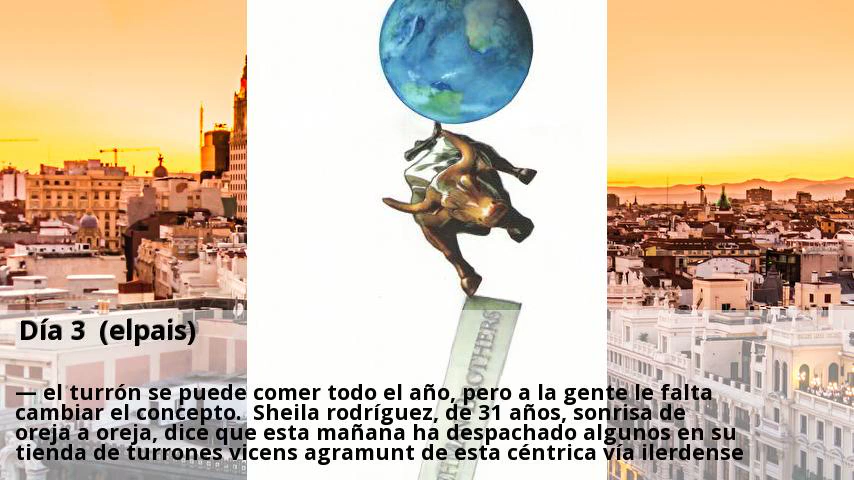 OTHERS
Día 3 (elpais)
— el turrón se puede comer todo el año, pero a la gente le falta
cambiar el concepto. Sheila rodríguez, de 31 años, sonrisa de
oreja a oreja, dice que esta mañana ha despachado algunos en su
tienda de turrones vicens agramunt de esta céntrica vía ilerdense